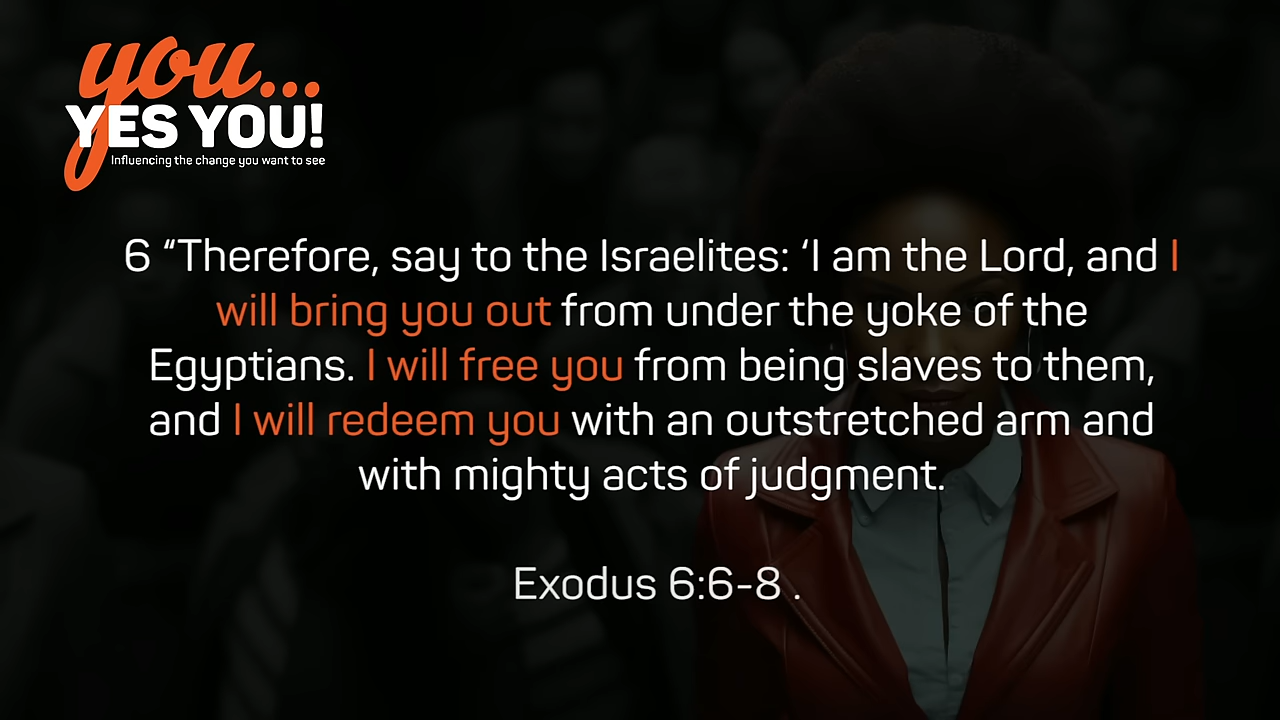 you...
YES YOU!
Influencing the change you want to see
6 “Therefore, say to the Israelites: ‘I am the Lord, and I
will bring you out from under the yoke of the
Egyptians. I will free you from being slaves to them,
and I will redeem you with an outstretched arm and
with mighty acts of judgment.
Exodus 6:6-8 .